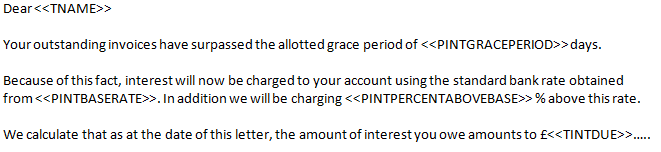 Dear <<TNAME>>
Your outstanding invoices have surpassed the allotted grace period of <<PINTGRACEPERIOD>> days.
Because of this fact, interest will now be charged to your account using the standard bank rate obtained
from <<PINTBASERATE>>. In addition we will be charging <<PINTPERCENTABOVEBASE>> % above this rate.
We calculate that as at the date of this letter, the amount of interest you owe amounts to £<<TINTDUE>>.....